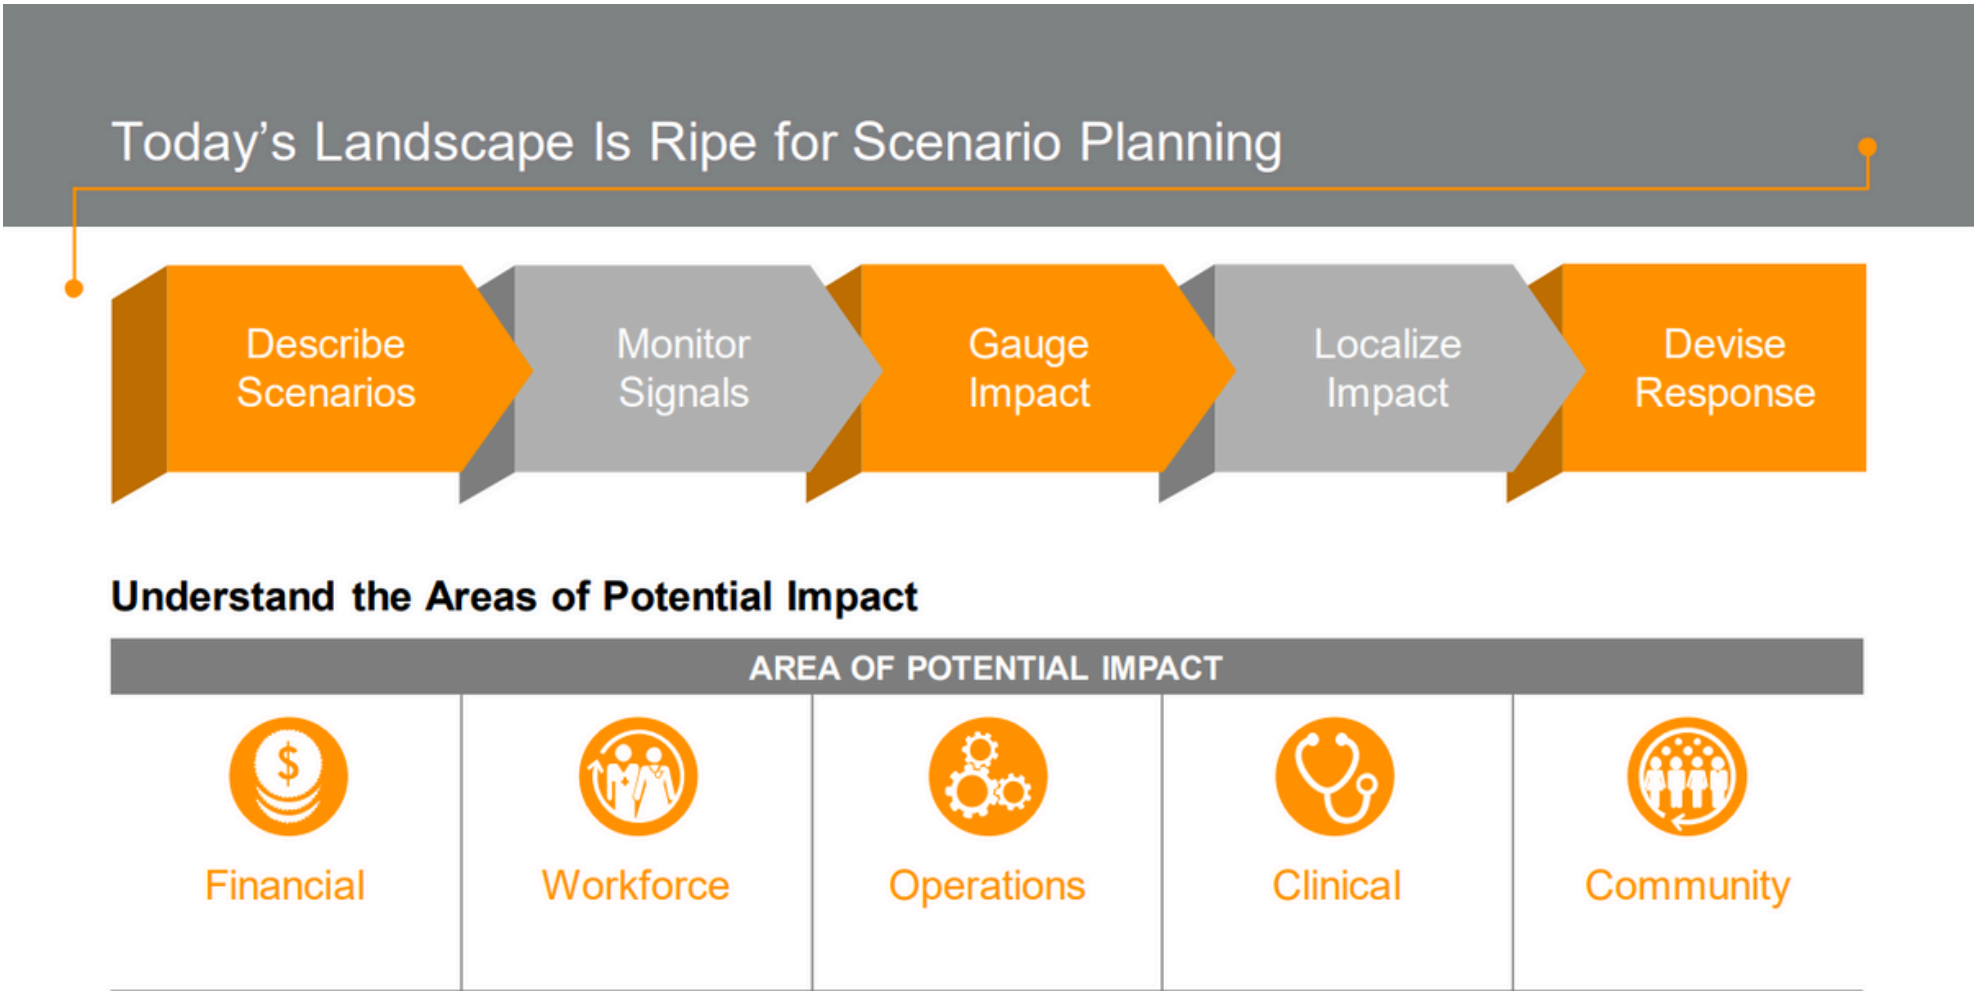 Today’s Landscape Is Ripe for Scenario Planning
Describe
Scenarios
Monitor
Signals
Gauge
Impact
Localize
Impact
Devise
Response
Understand the Areas of Potential Impact
AREA OF POTENTIAL IMPACT
$
Financial
Workforce
Operations
Clinical
Community